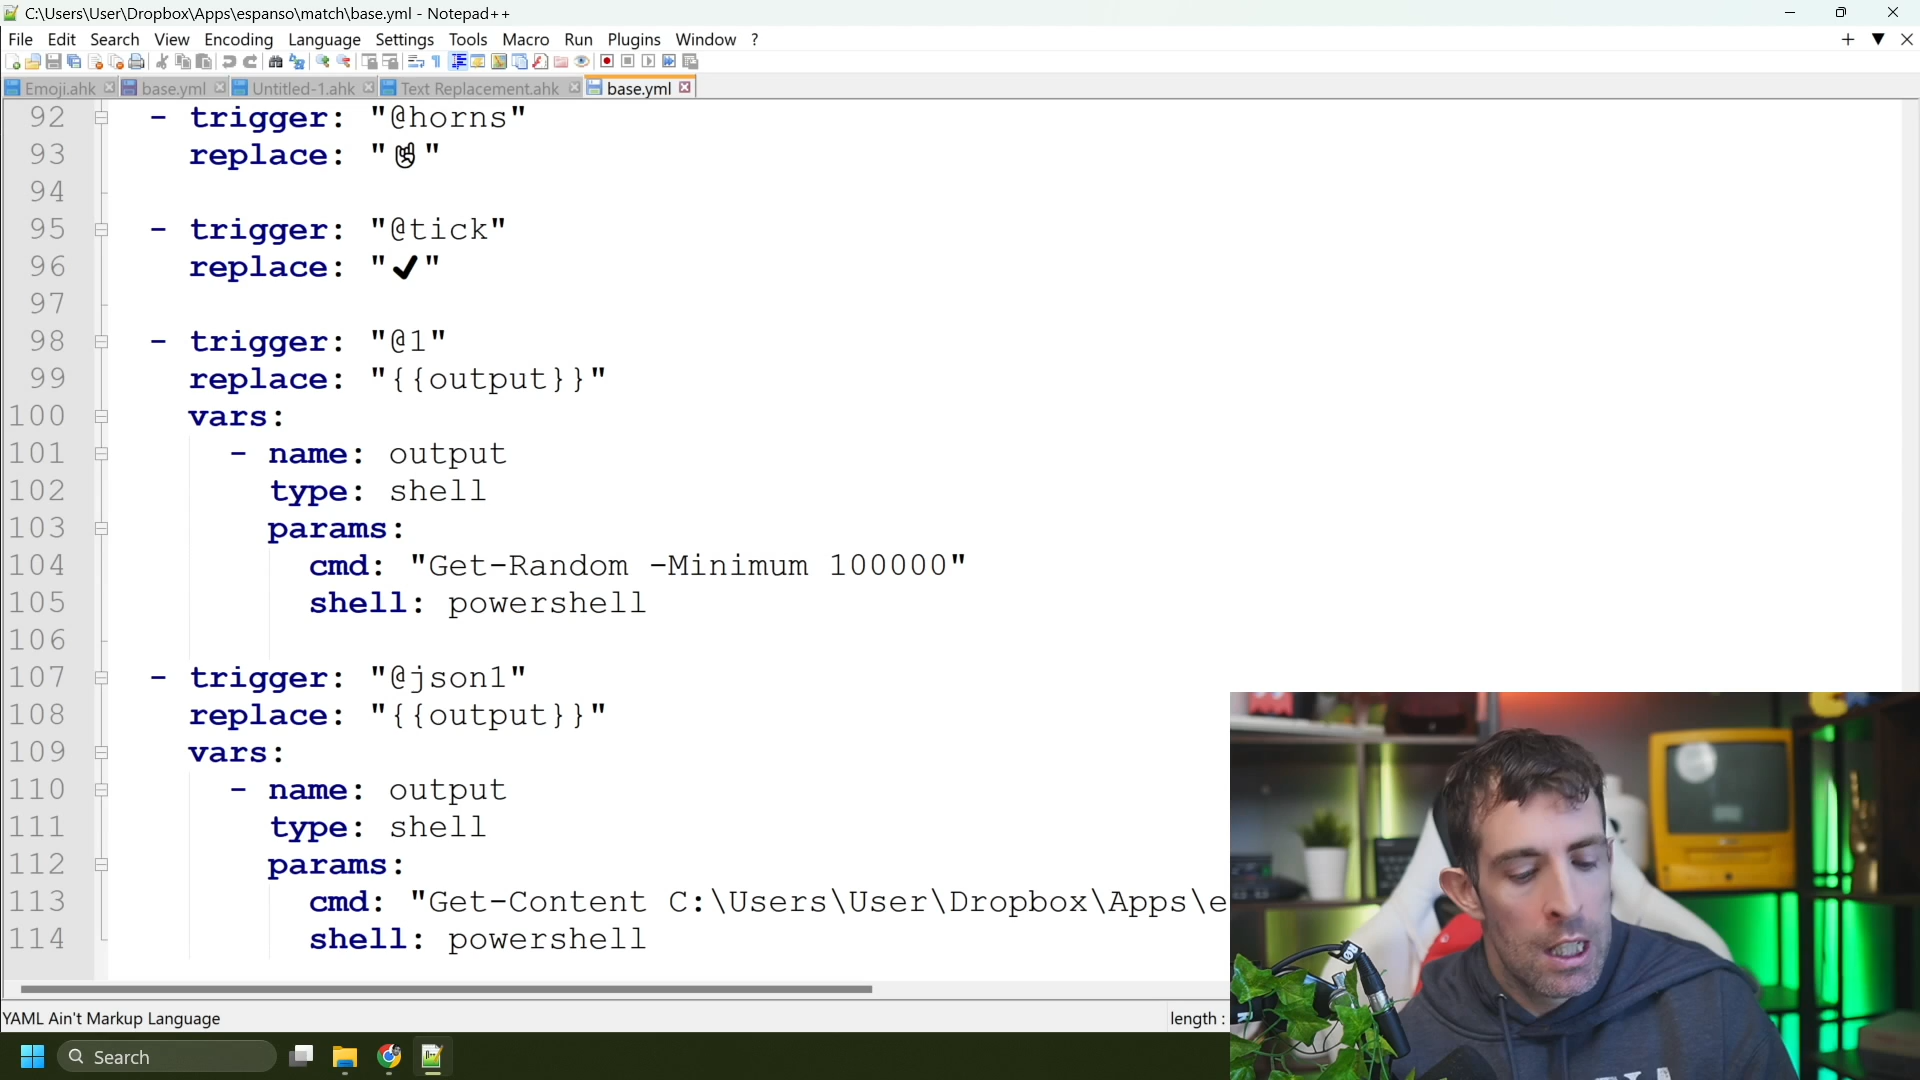 C:\Users\User\Dropbox\Apps\espanso\match\base.yml - Notepad++
File Edit Search View Encoding Language Settings Tools Macro Run Plugins Window ?
Emoji.ahk base.yml Untitled-1.ahk Text Replacement.ahk base.yml
92 - trigger: "@horns"
93 replace: "🤘"
94
95 - trigger: "@tick"
96 replace: "✔"
97
98 - trigger: "@1"
99 replace: "{{output}}"
100 vars:
101 - name: output
102 type: shell
103 params:
104 cmd: "Get-Random -Minimum 100000"
105 shell: powershell
106
107 - trigger: "@json1"
108 replace: "{{output}}"
109 vars:
110 - name: output
111 type: shell
112 params:
113 cmd: "Get-Content C:\Users\User\Dropbox\Apps\e
114 shell: powershell
YAML Ain't Markup Language length :
Search